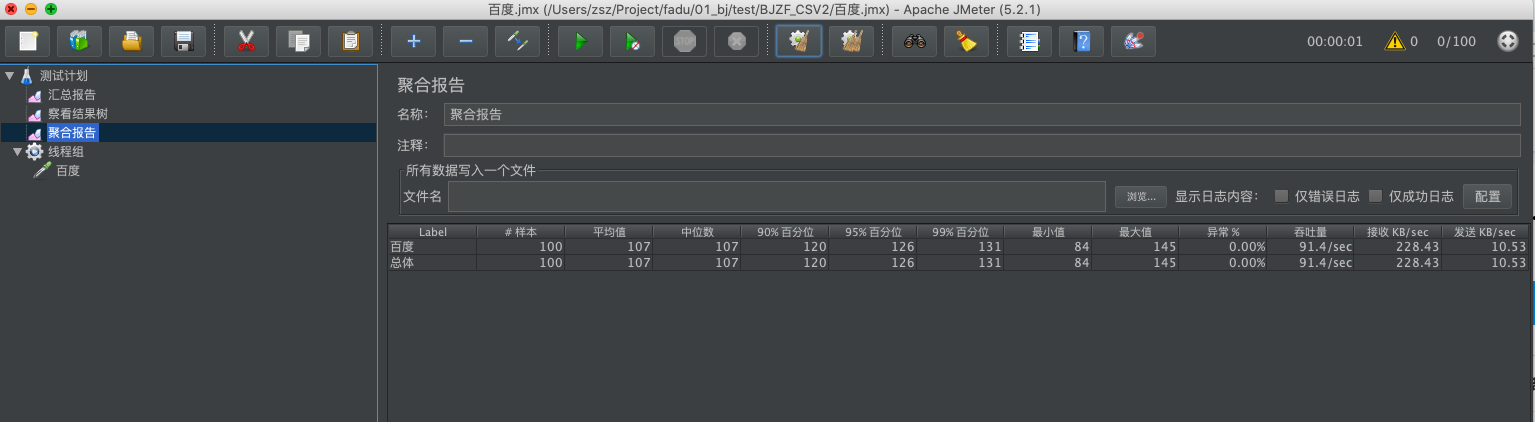 百度.jmx (/Users/zsz/Project/fadu/01_bj/test/BJZF_CSV2/百度.jmx) - Apache JMeter (5.2.1)
STOP 00:00:01 0 0/100
测试计划
汇总报告
察看结果树
聚合报告
线程组
百度
聚合报告
名称： 聚合报告
注释：
所有数据写入一个文件
文件名 浏览... 显示日志内容： 仅错误日志 仅成功日志 配置
Label # 样本 平均值 中位数 90% 百分位 95% 百分位 99% 百分位 最小值 最大值 异常 % 吞吐量 接收 KB/sec 发送 KB/sec
百度 100 107 107 120 126 131 84 145 0.00% 91.4/sec 228.43 10.53
总体 100 107 107 120 126 131 84 145 0.00% 91.4/sec 228.43 10.53